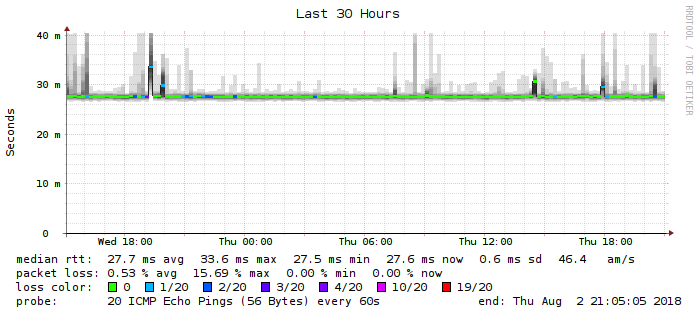 Last 30 Hours
RRDTOOL / TOBI OETIKER
Seconds
40 m
30 m
20 m
10 m
0
Wed 18:00 Thu 00:00 Thu 06:00 Thu 12:00 Thu 18:00
median rtt: 27.7 ms avg 33.6 ms max 27.5 ms min 27.6 ms now 0.6 ms sd 46.4 am/s
packet loss: 0.53 % avg 15.69 % max 0.00 % min 0.00 % now
loss color: 0 1/20 2/20 3/20 4/20 10/20 19/20
probe: 20 ICMP Echo Pings (56 Bytes) every 60s end: Thu Aug 2 21:05:05 2018